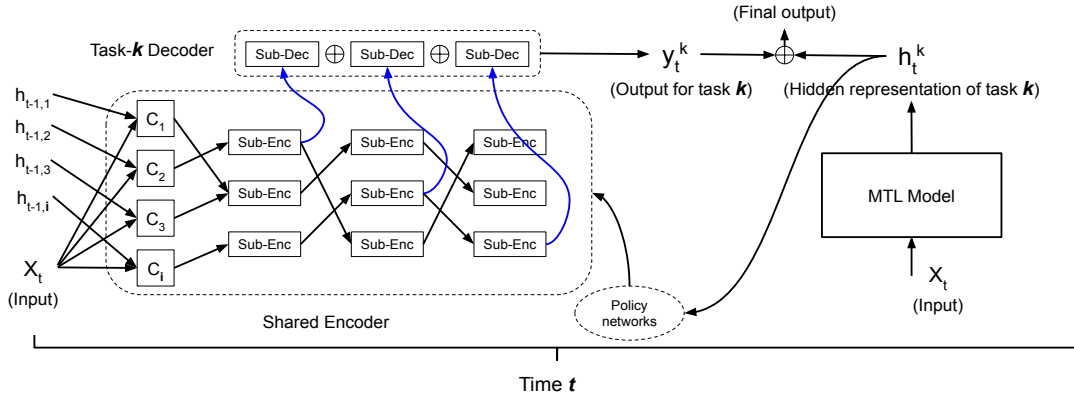 (Final output)
Task-k Decoder
Sub-Dec
Sub-Dec
Sub-Dec
y_t^k
h_t^k
(Output for task k)
(Hidden representation of task k)
h_t-1,1
h_t-1,2
h_t-1,3
h_t-1,i
X_t
(Input)
C_1
C_2
C_3
C_i
Sub-Enc
Sub-Enc
Sub-Enc
Sub-Enc
Sub-Enc
Sub-Enc
Sub-Enc
Sub-Enc
Sub-Enc
Shared Encoder
Policy
networks
MTL Model
X_t
(Input)
Time t